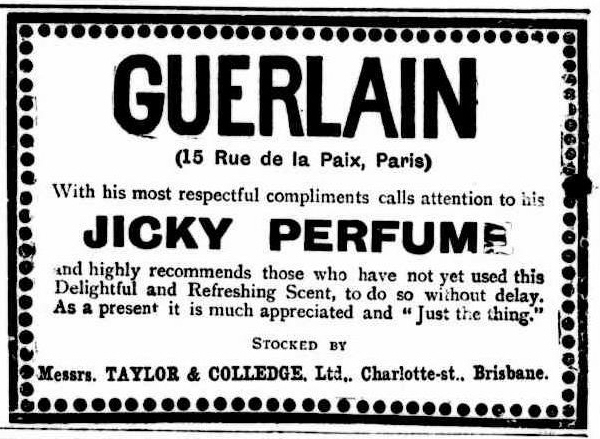 GUERLAIN
(15 Rue de la Paix, Paris)
With his most respectful compliments calls attention to his
JICKY PERFUME
and highly recommends those who have not yet used this
Delightful and Refreshing Scent, to do so without delay.
As a present it is much appreciated and "Just the thing."
STOCKED BY
Messrs. TAYLOR & COLLEDGE, Ltd., Charlotte-st., Brisbane.